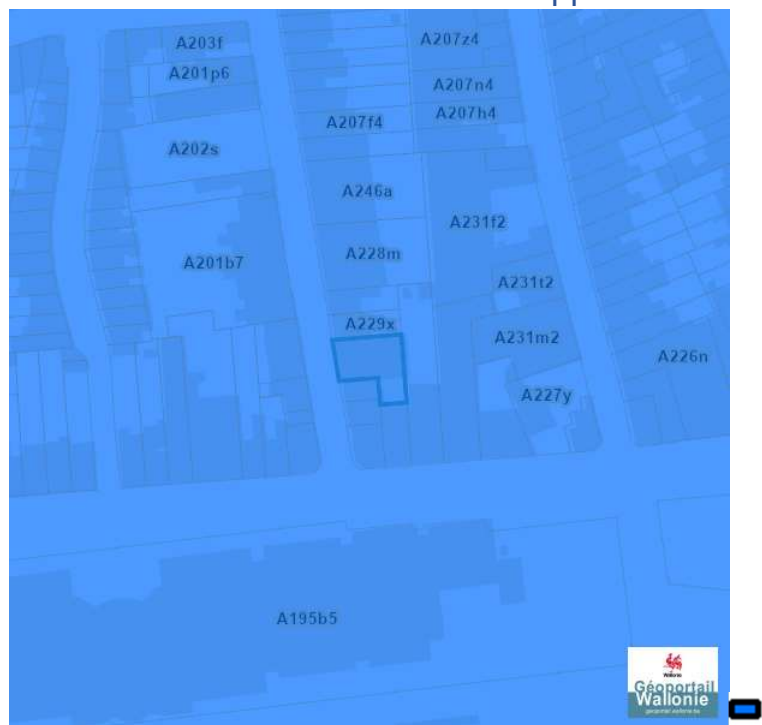 A203f
A207z4
A201p6
A207n4
A207h4
A207f4
A202s
A246a
A231f2
A228m
A201b7
A231t2
A229x
A231m2
A226n
A227y
A195b5
Wallonie
Géoportail
Wallonie